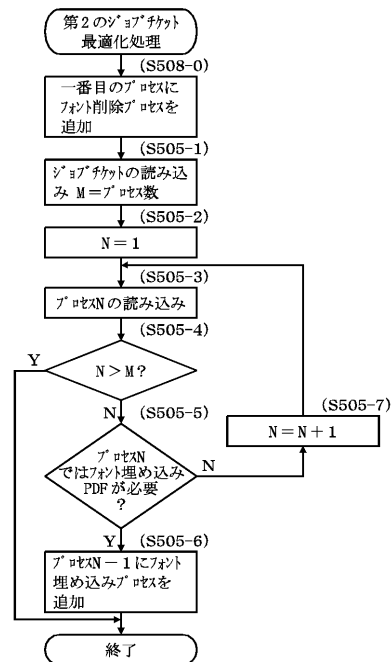 第２のｼﾞｮﾌﾞﾁｹｯﾄ
最適化処理
(S508-0)
一番目のﾌﾟﾛｾｽに
ﾌｫﾝﾄ削除ﾌﾟﾛｾｽを
追加
(S505-1)
ｼﾞｮﾌﾞﾁｹｯﾄの読み込
み M＝ﾌﾟﾛｾｽ数
(S505-2)
N＝1
(S505-3)
ﾌﾟﾛｾｽNの読み込み
(S505-4)
Y
N＞M?
N
(S505-5)
(S505-7)
N＝N＋1
ﾌﾟﾛｾｽN
ではﾌｫﾝﾄ埋め込み
PDFが必要
?
N
Y
(S505-6)
ﾌﾟﾛｾｽN－1にﾌｫﾝﾄ
埋め込みﾌﾟﾛｾｽを
追加
終了